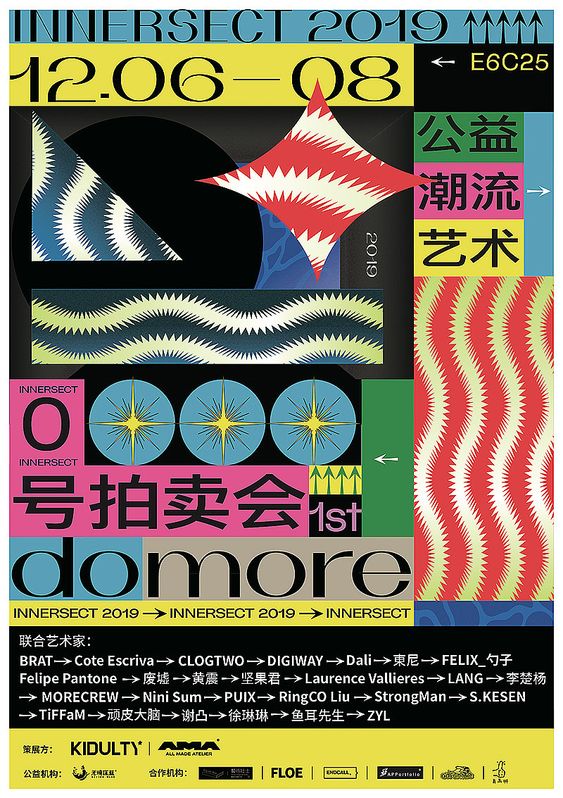 INNERSECT 2019
12.06—08
← E6C25
公益
潮流 →
艺术
2019
INNERSECT
0
INNERSECT
←
号拍卖会
1st
domore
INNERSECT 2019 → INNERSECT 2019 → INNERSECT
联合艺术家：
BRAT → Cote Escriva → CLOGTWO → DIGIWAY → Dali → 東尼 → FELIX_勺子
Felipe Pantone → 废墟 → 黄震 → 坚果君 → Laurence Vallieres → LANG → 李楚杨
→ MORECREW → Nini Sum → PUIX → RingCO Liu → StrongMan → S.KESEN
→ TiFFaM → 顽皮大脑 → 谢凸 → 徐琳琳 → 鱼耳先生 → ZYL
策展方： KIDULTY | AMA ALL MADE ATELIER
公益机构： 合作机构： | FLOE | ENDCALL, | APPortfolio | |